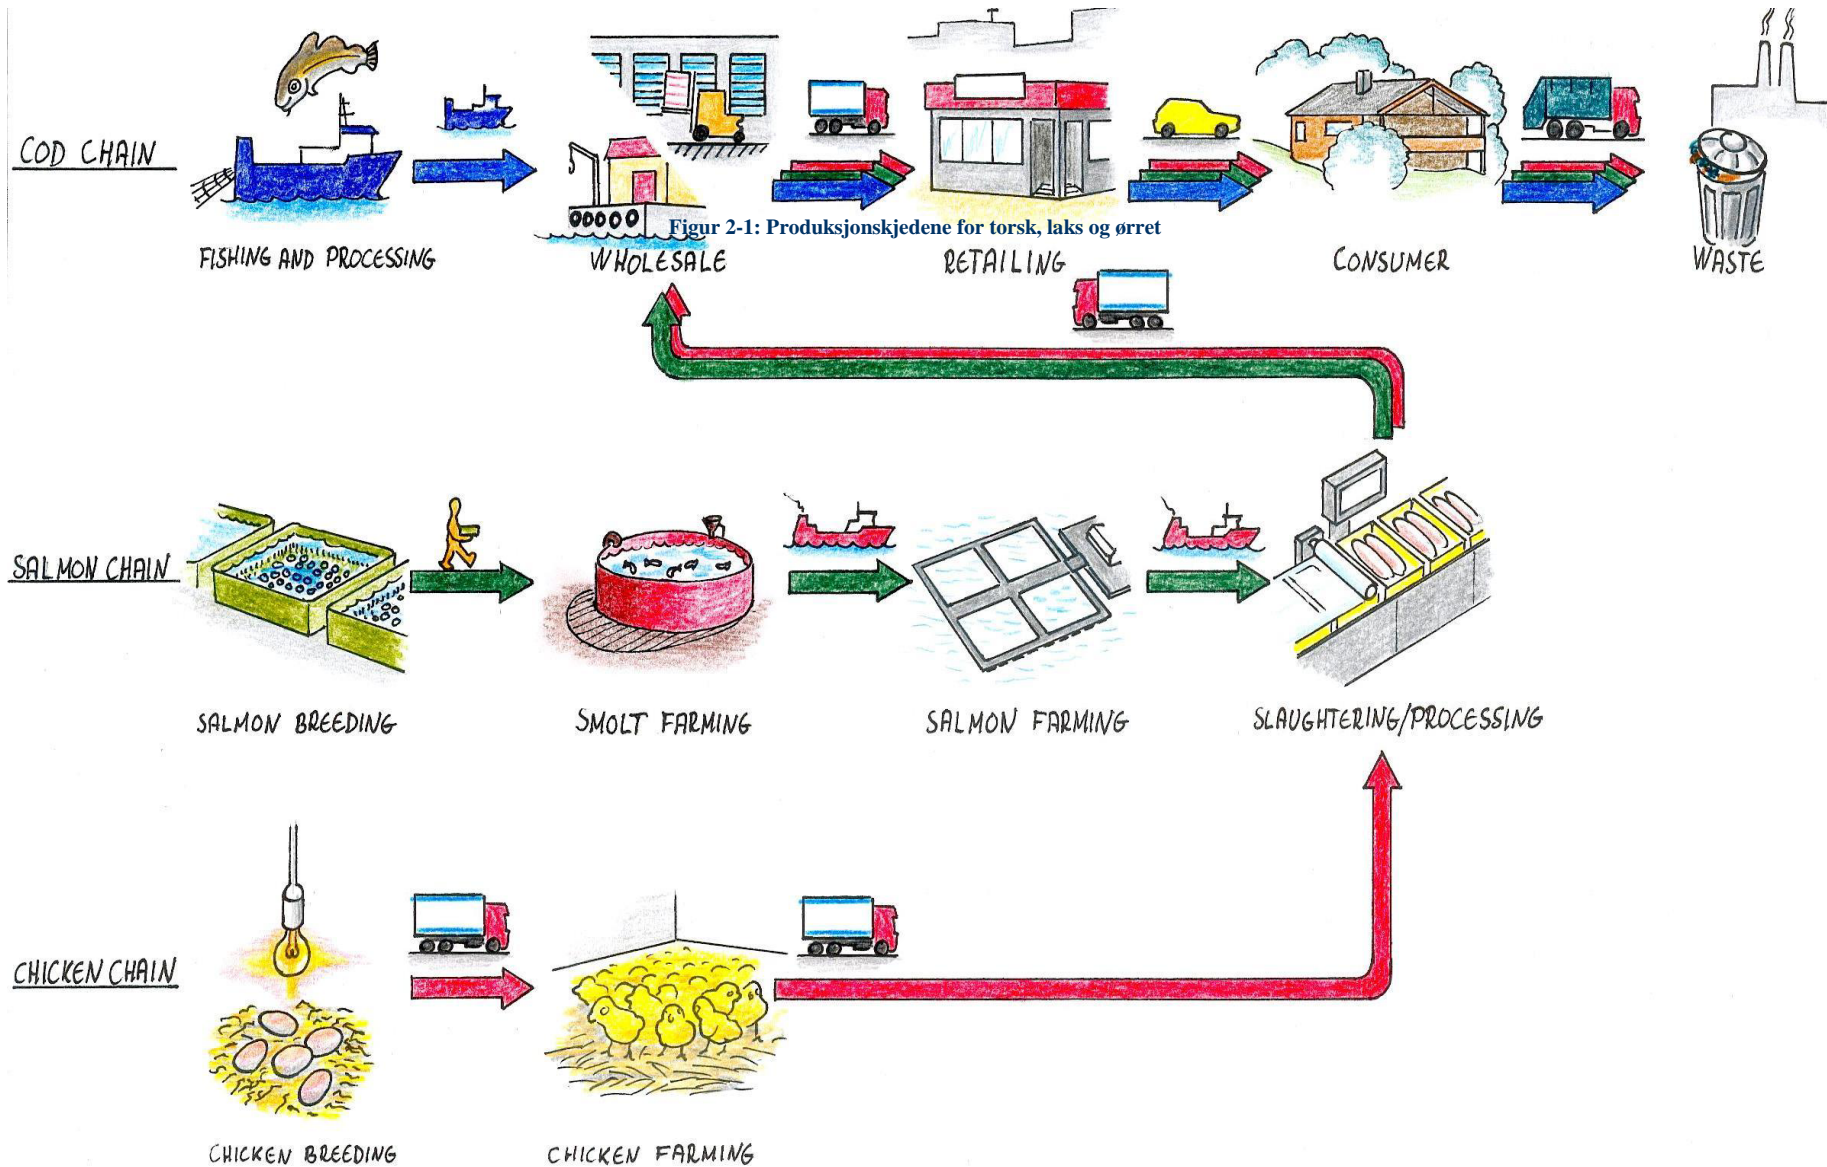 COD CHAIN
Figur 2-1: Produksjonskjedene for torsk, laks og ørret
FISHING AND PROCESSING
WHOLESALE
RETAILING
CONSUMER
WASTE
SALMON CHAIN
SALMON BREEDING
SMOLT FARMING
SALMON FARMING
SLAUGHTERING/PROCESSING
CHICKEN CHAIN
CHICKEN BREEDING
CHICKEN FARMING